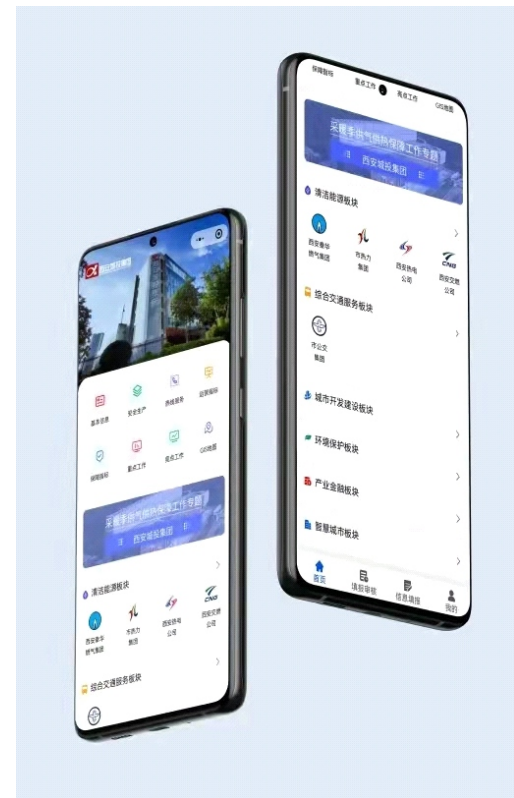 西安城投集团
基本信息
安全生产
热线服务
运营指标
保障指标
重点工作
亮点工作
GIS地图
采暖季供气供热保障工作专题
西安城投集团
清洁能源板块
西安秦华
燃气集团
市热力
集团
西安热电
公司
CNG
西安交燃
公司
综合交通服务板块
保障指标
重点工作
亮点工作
GIS地图
采暖季供气供热保障工作专题
西安城投集团
清洁能源板块
西安秦华
燃气集团
市热力
集团
西安热电
公司
CNG
西安交燃
公司
综合交通服务板块
市公交
集团
城市开发建设板块
环境保护板块
产业金融板块
智慧城市板块
首页
填报审核
信息填报
我的